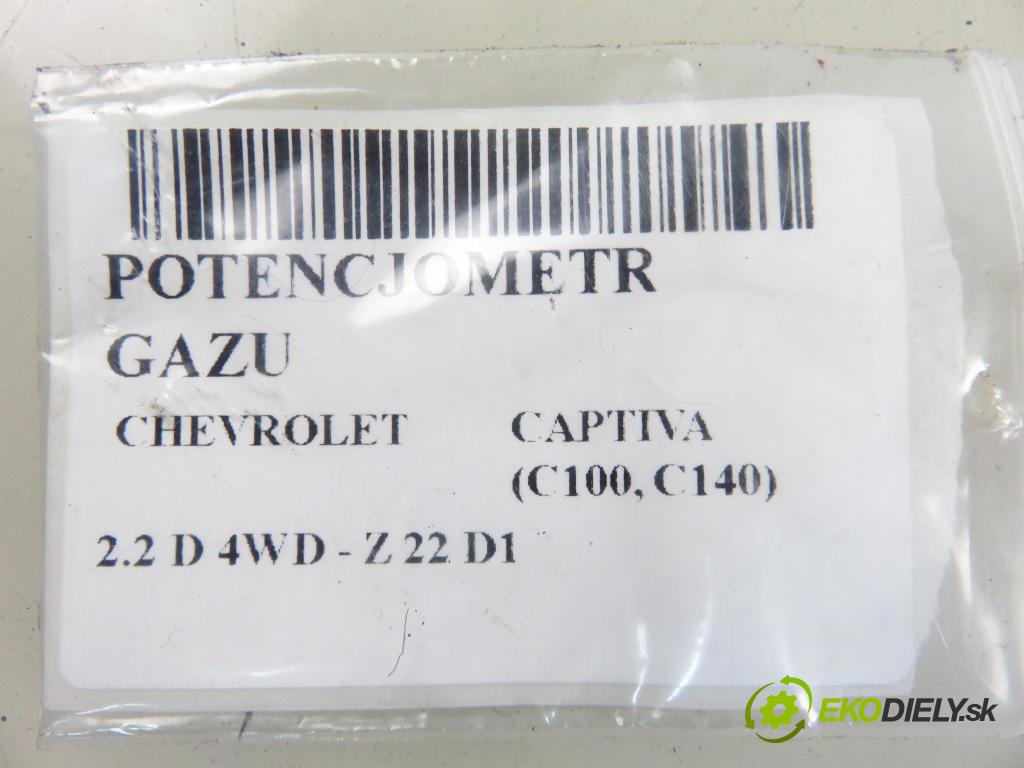 POTENCJOMETR
GAZU
CHEVROLET CAPTIVA
(C100, C140)
2.2 D 4WD - Z 22 D1
EKODIELY.sk